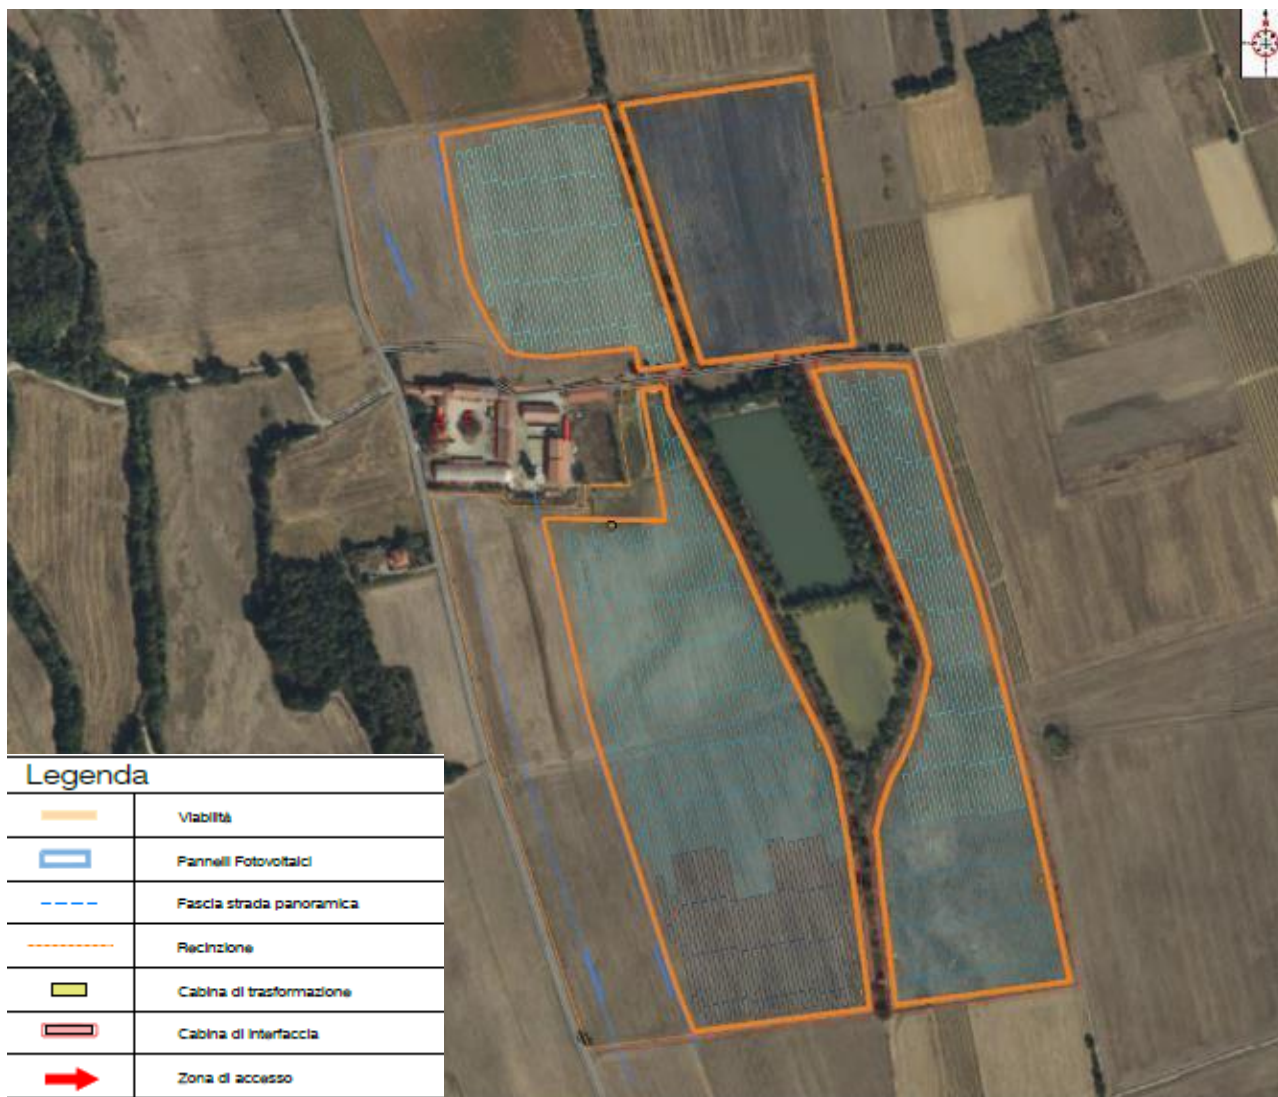 Legenda
Viabilità
Pannelli Fotovoltaici
Fascia strada panoramica
Recinzione
Cabina di trasformazione
Cabina di Interfaccia
Zona di accesso